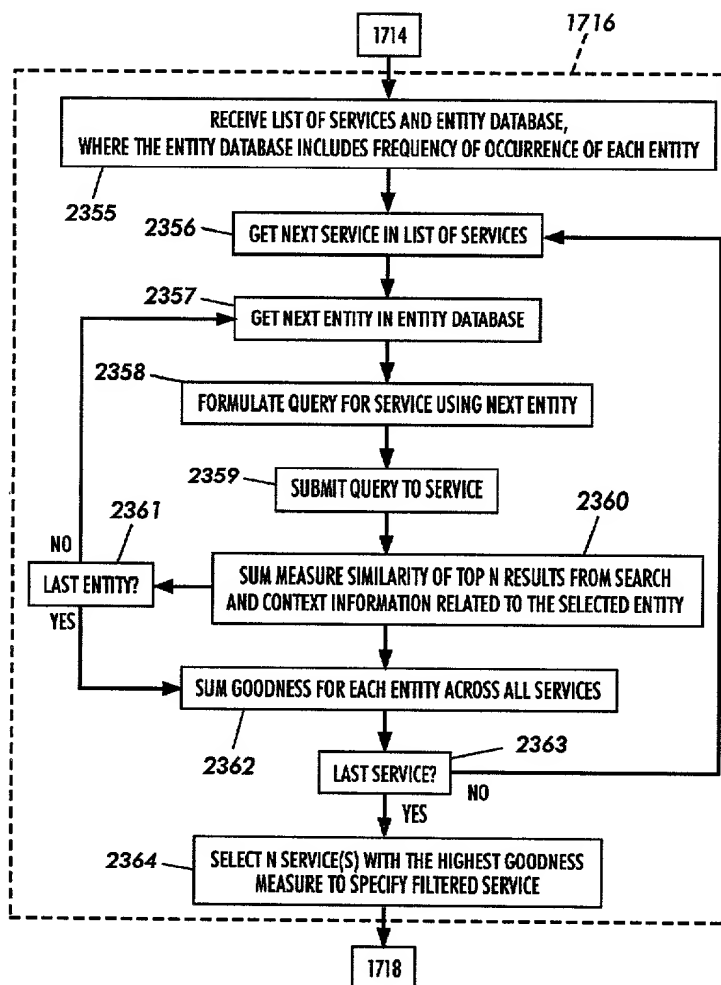 1714
1716
RECEIVE LIST OF SERVICES AND ENTITY DATABASE,
WHERE THE ENTITY DATABASE INCLUDES FREQUENCY OF OCCURRENCE OF EACH ENTITY
2355
2356
GET NEXT SERVICE IN LIST OF SERVICES
2357
GET NEXT ENTITY IN ENTITY DATABASE
2358
FORMULATE QUERY FOR SERVICE USING NEXT ENTITY
2359
SUBMIT QUERY TO SERVICE
2361
2360
NO
LAST ENTITY?
YES
SUM MEASURE SIMILARITY OF TOP N RESULTS FROM SEARCH
AND CONTEXT INFORMATION RELATED TO THE SELECTED ENTITY
SUM GOODNESS FOR EACH ENTITY ACROSS ALL SERVICES
2362
2363
LAST SERVICE?
NO
YES
2364
SELECT N SERVICE(S) WITH THE HIGHEST GOODNESS
MEASURE TO SPECIFY FILTERED SERVICE
1718